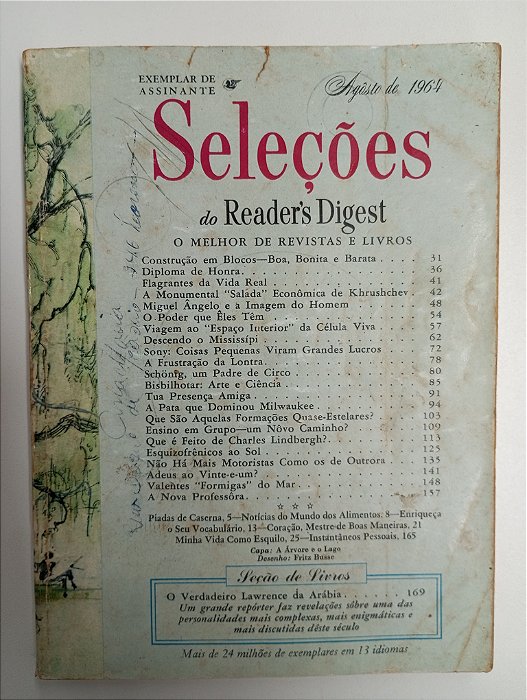 EXEMPLAR DE
ASSINANTE
Agôsto de 1964
Seleções
do Reader's Digest
O MELHOR DE REVISTAS E LIVROS
Construção em Blocos—Boa, Bonita e Barata . . . . 31
Diploma de Honra . . . . 36
Flagrantes da Vida Real . . . . 41
A Monumental "Salada" Econômica de Khrushchev . 42
Miguel Ângelo e a Imagem do Homem . . . . 48
O Poder que Êles Têm . . . . 54
Viagem ao "Espaço Interior" da Célula Viva . . . . 57
Descendo o Mississípi . . . . 62
Sony: Coisas Pequenas Viram Grandes Lucros . . . . 72
A Frustração da Lontra . . . . 78
Schönfg, um Padre de Circo . . . . 80
Bisbilhotar: Arte e Ciência . . . . 85
Tua Presença Amiga . . . . 91
A Pata que Dominou Milwaukee . . . . 94
Que São Aquelas Formações Quase-Estelares? . . . . 103
Ensino em Grupo—um Nôvo Caminho? . . . . 109
Que é Feito de Charles Lindbergh? . . . . 113
Esquizofrênicos ao Sol . . . . 125
Não Há Mais Motoristas Como os de Outrora . . . . 135
Adeus ao Vinte-e-um? . . . . 141
Valentes "Formigas" do Mar . . . . 148
A Nova Professôra . . . . 157
Piadas de Caserna, 5—Notícias do Mundo dos Alimentos, 8—Enriqueça
o Seu Vocabulário, 13—Coração, Mestre de Boas Maneiras, 21
Minha Vida Como Esquilo, 25—Instantâneos Pessoais, 165
Capa: A Árvore e o Lago
Desenho: Fritz Busse
Seção de Livros
O Verdadeiro Lawrence da Arábia . . . . 169
Um grande repórter faz revelações sôbre uma das
personalidades mais complexas, mais enigmáticas e
mais discutidas dêste século
Mais de 24 milhões de exemplares em 13 idiomas